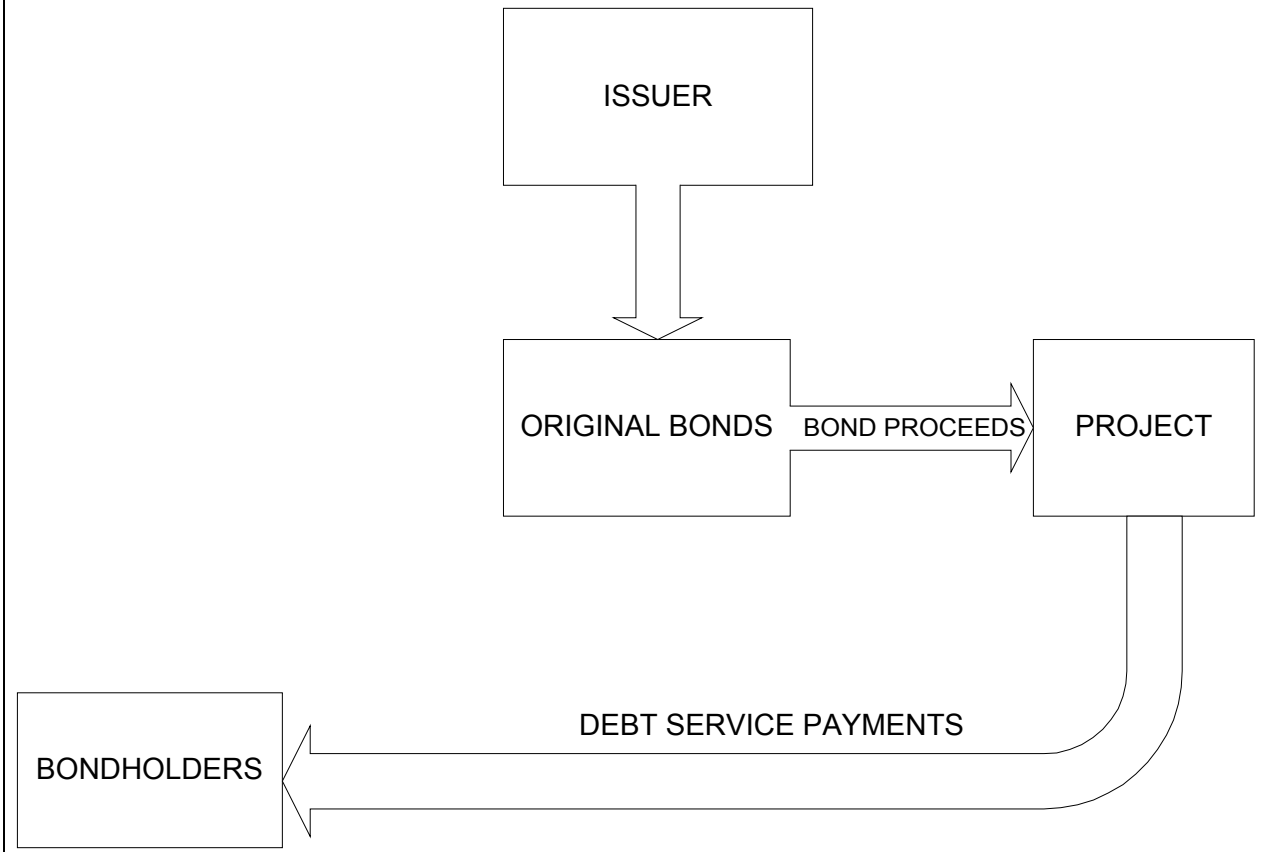 ISSUER
ORIGINAL BONDS
BOND PROCEEDS
PROJECT
DEBT SERVICE PAYMENTS
BONDHOLDERS